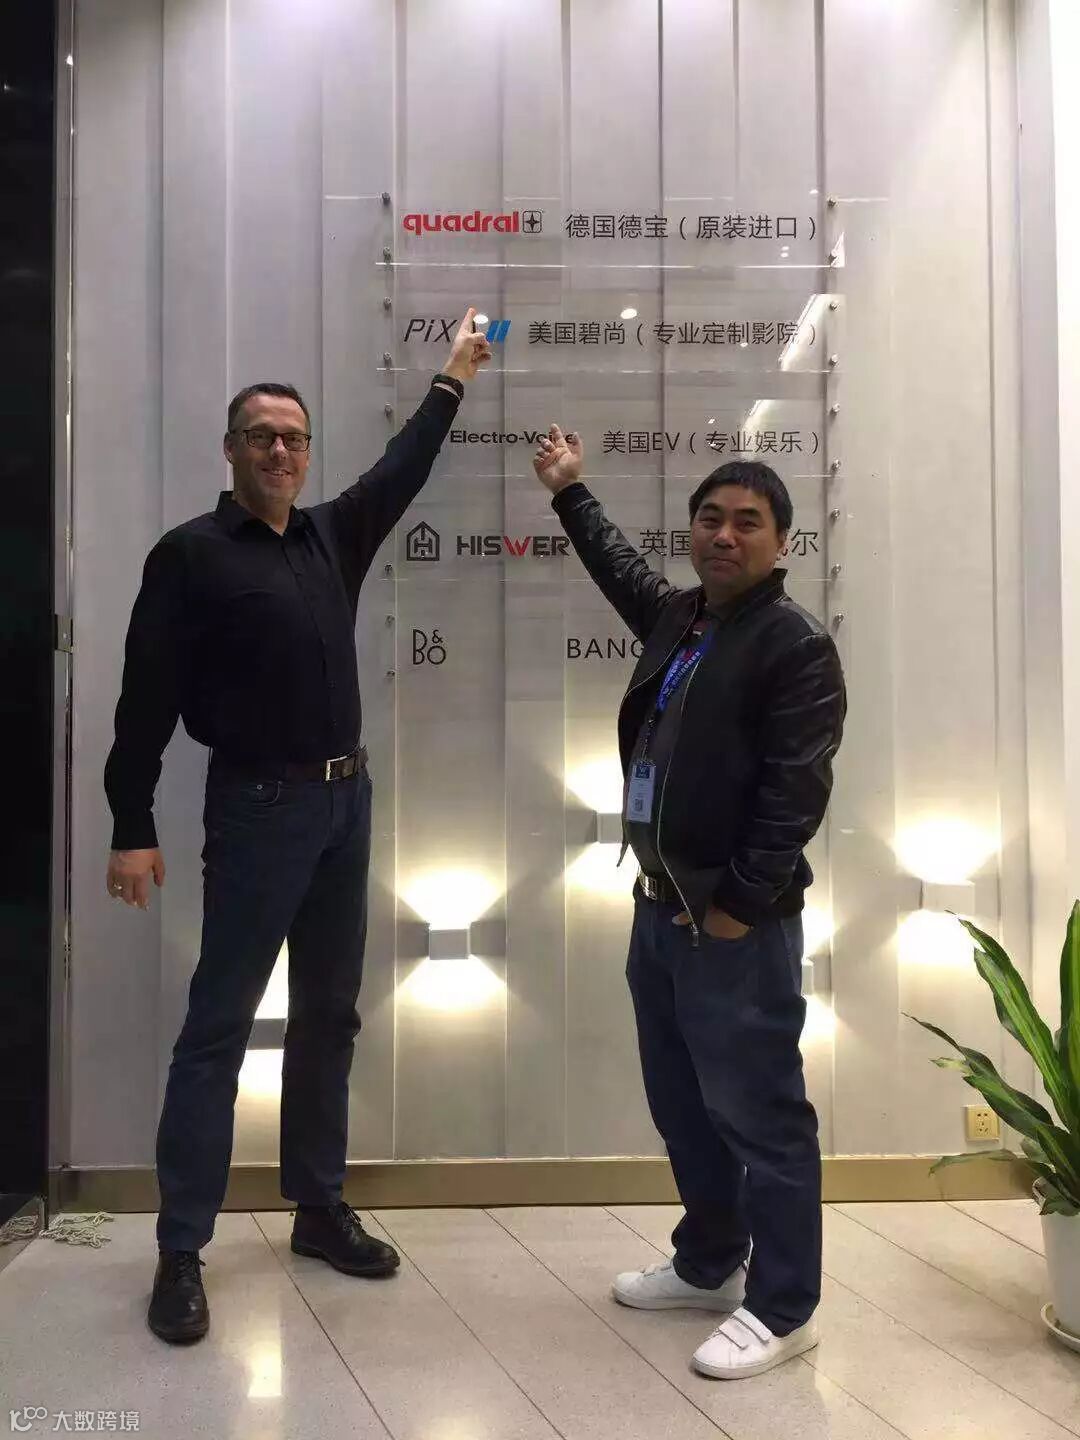 quadral 德国德宝（原装进口）
PiX 美国碧尚（专业定制影院）
Electro-Voice 美国EV（专业娱乐）
HISWER 英国 尔
B&O BANG
大数跨境